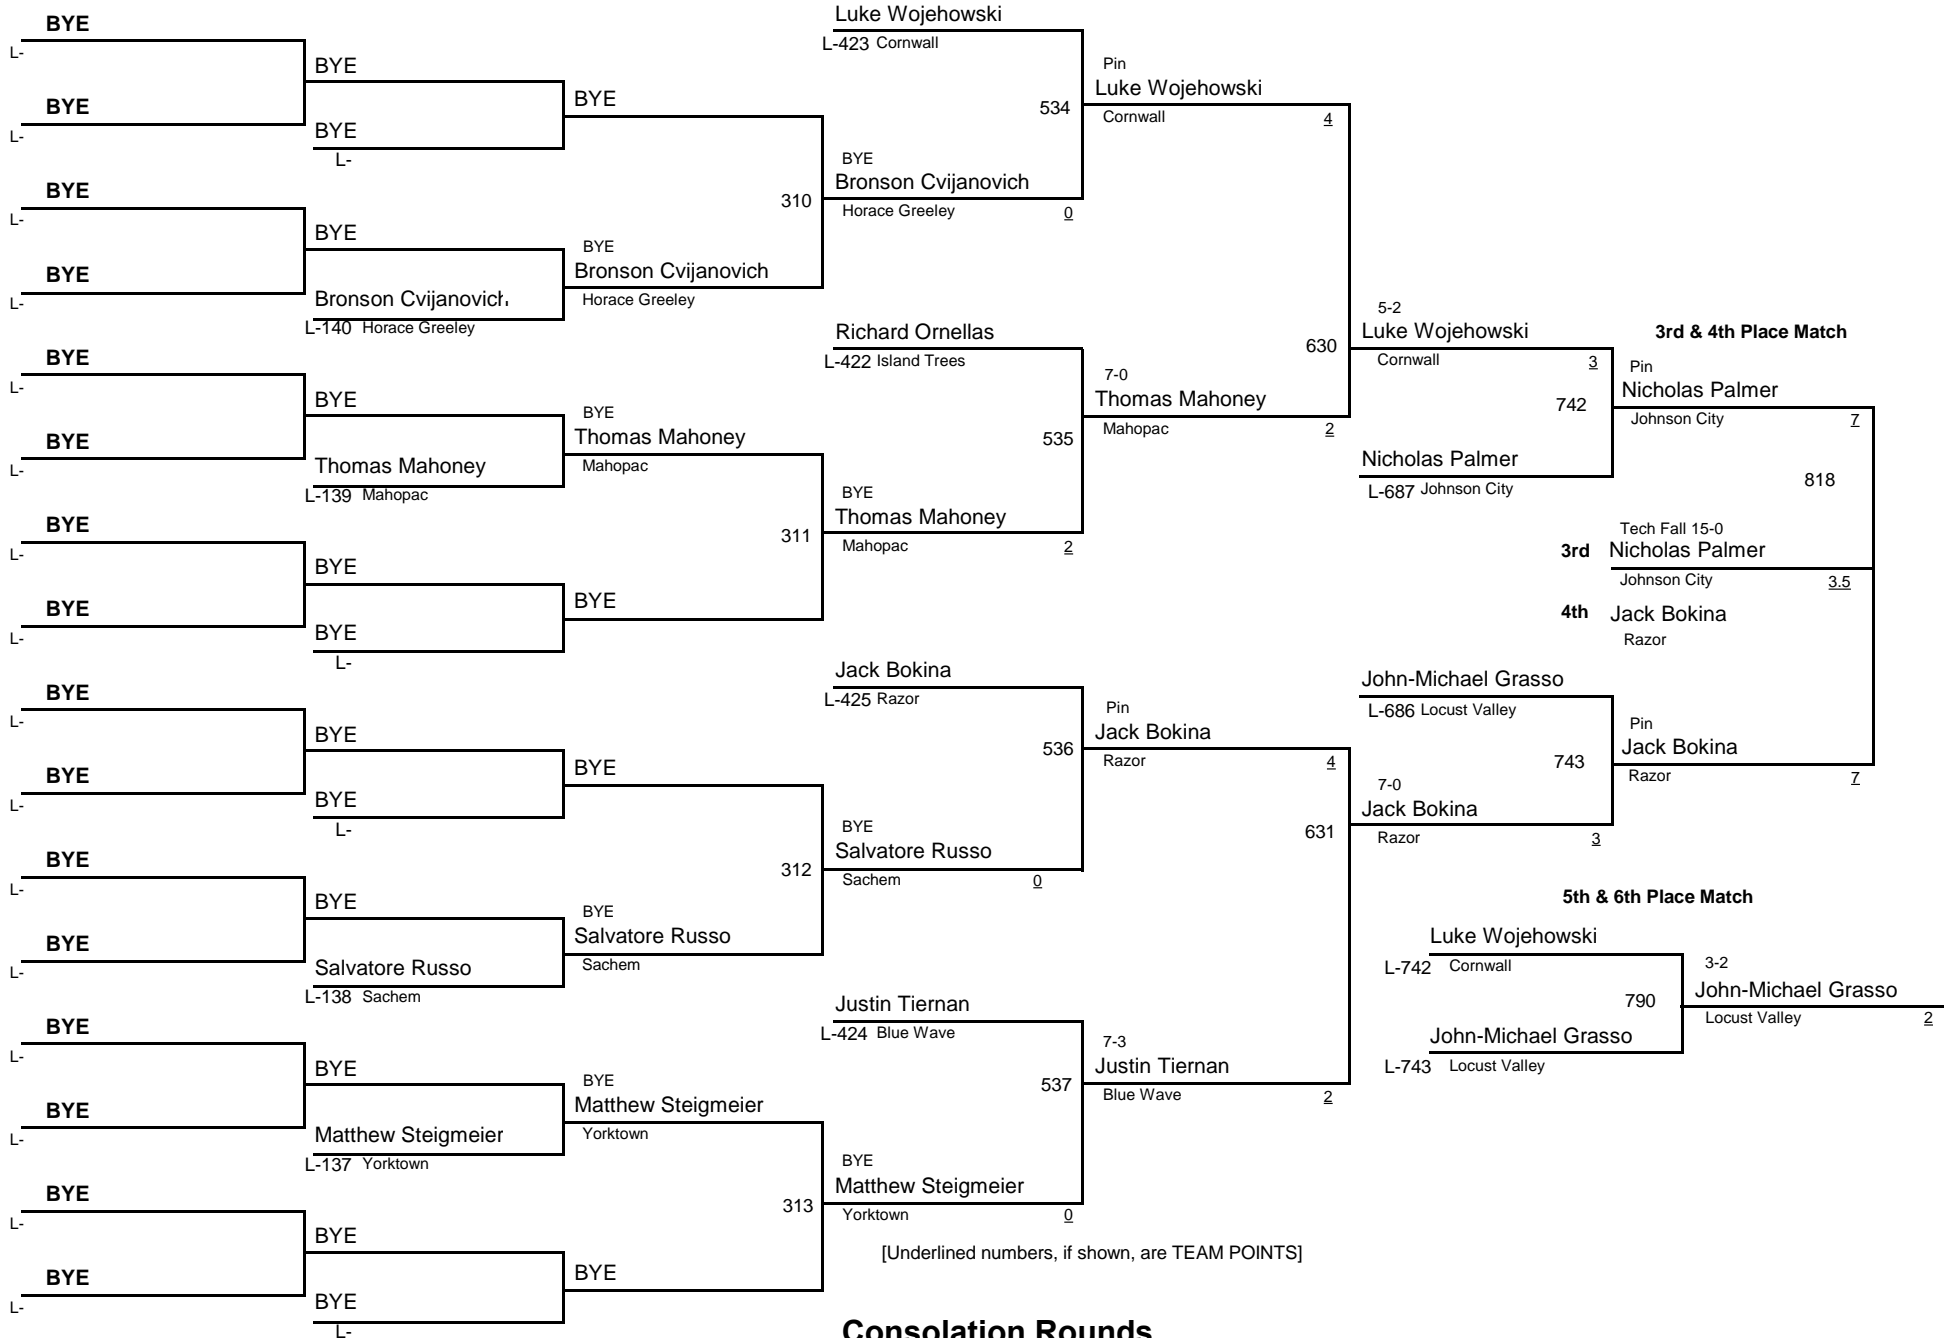 BYE
L-
BYE
L-
BYE
L-
BYE
L-
BYE
L-
BYE
L-
BYE
L-
BYE
L-
BYE
L-
BYE
L-
BYE
L-
BYE
L-
BYE
L-
BYE
L-
BYE
L-
BYE
L-
BYE
BYE
L-
BYE
Bronson Cvijanovich
L-140 Horace Greeley
BYE
Thomas Mahoney
L-139 Mahopac
BYE
BYE
L-
BYE
BYE
L-
BYE
Salvatore Russo
L-138 Sachem
BYE
Matthew Steigmeier
L-137 Yorktown
BYE
BYE
L-
BYE
310
BYE
Bronson Cvijanovich
Horace Greeley
BYE
Thomas Mahoney
Mahopac
311
BYE
BYE
312
BYE
Salvatore Russo
Sachem
BYE
Matthew Steigmeier
Yorktown
313
BYE
Luke Wojehowski
L-423 Cornwall
534
BYE
Bronson Cvijanovich
Horace Greeley 0
Richard Ornellas
L-422 Island Trees
535
BYE
Thomas Mahoney
Mahopac 2
Jack Bokina
L-425 Razor
536
BYE
Salvatore Russo
Sachem 0
Justin Tiernan
L-424 Blue Wave
537
BYE
Matthew Steigmeier
Yorktown 0
Pin
Luke Wojehowski
Cornwall 4
630
7-0
Thomas Mahoney
Mahopac 2
Pin
Jack Bokina
Razor 4
631
7-3
Justin Tiernan
Blue Wave 2
5-2
Luke Wojehowski
Cornwall 3
742
Nicholas Palmer
L-687 Johnson City
John-Michael Grasso
L-686 Locust Valley
743
7-0
Jack Bokina
Razor 3
3rd & 4th Place Match
Pin
Nicholas Palmer
Johnson City 7
818
Tech Fall 15-0
3rd Nicholas Palmer
Johnson City 3.5
4th Jack Bokina
Razor
Pin
Jack Bokina
Razor 7
5th & 6th Place Match
Luke Wojehowski
L-742 Cornwall
790
John-Michael Grasso
L-743 Locust Valley
3-2
John-Michael Grasso
Locust Valley 2
[Underlined numbers, if shown, are TEAM POINTS]
Consolation Rounds